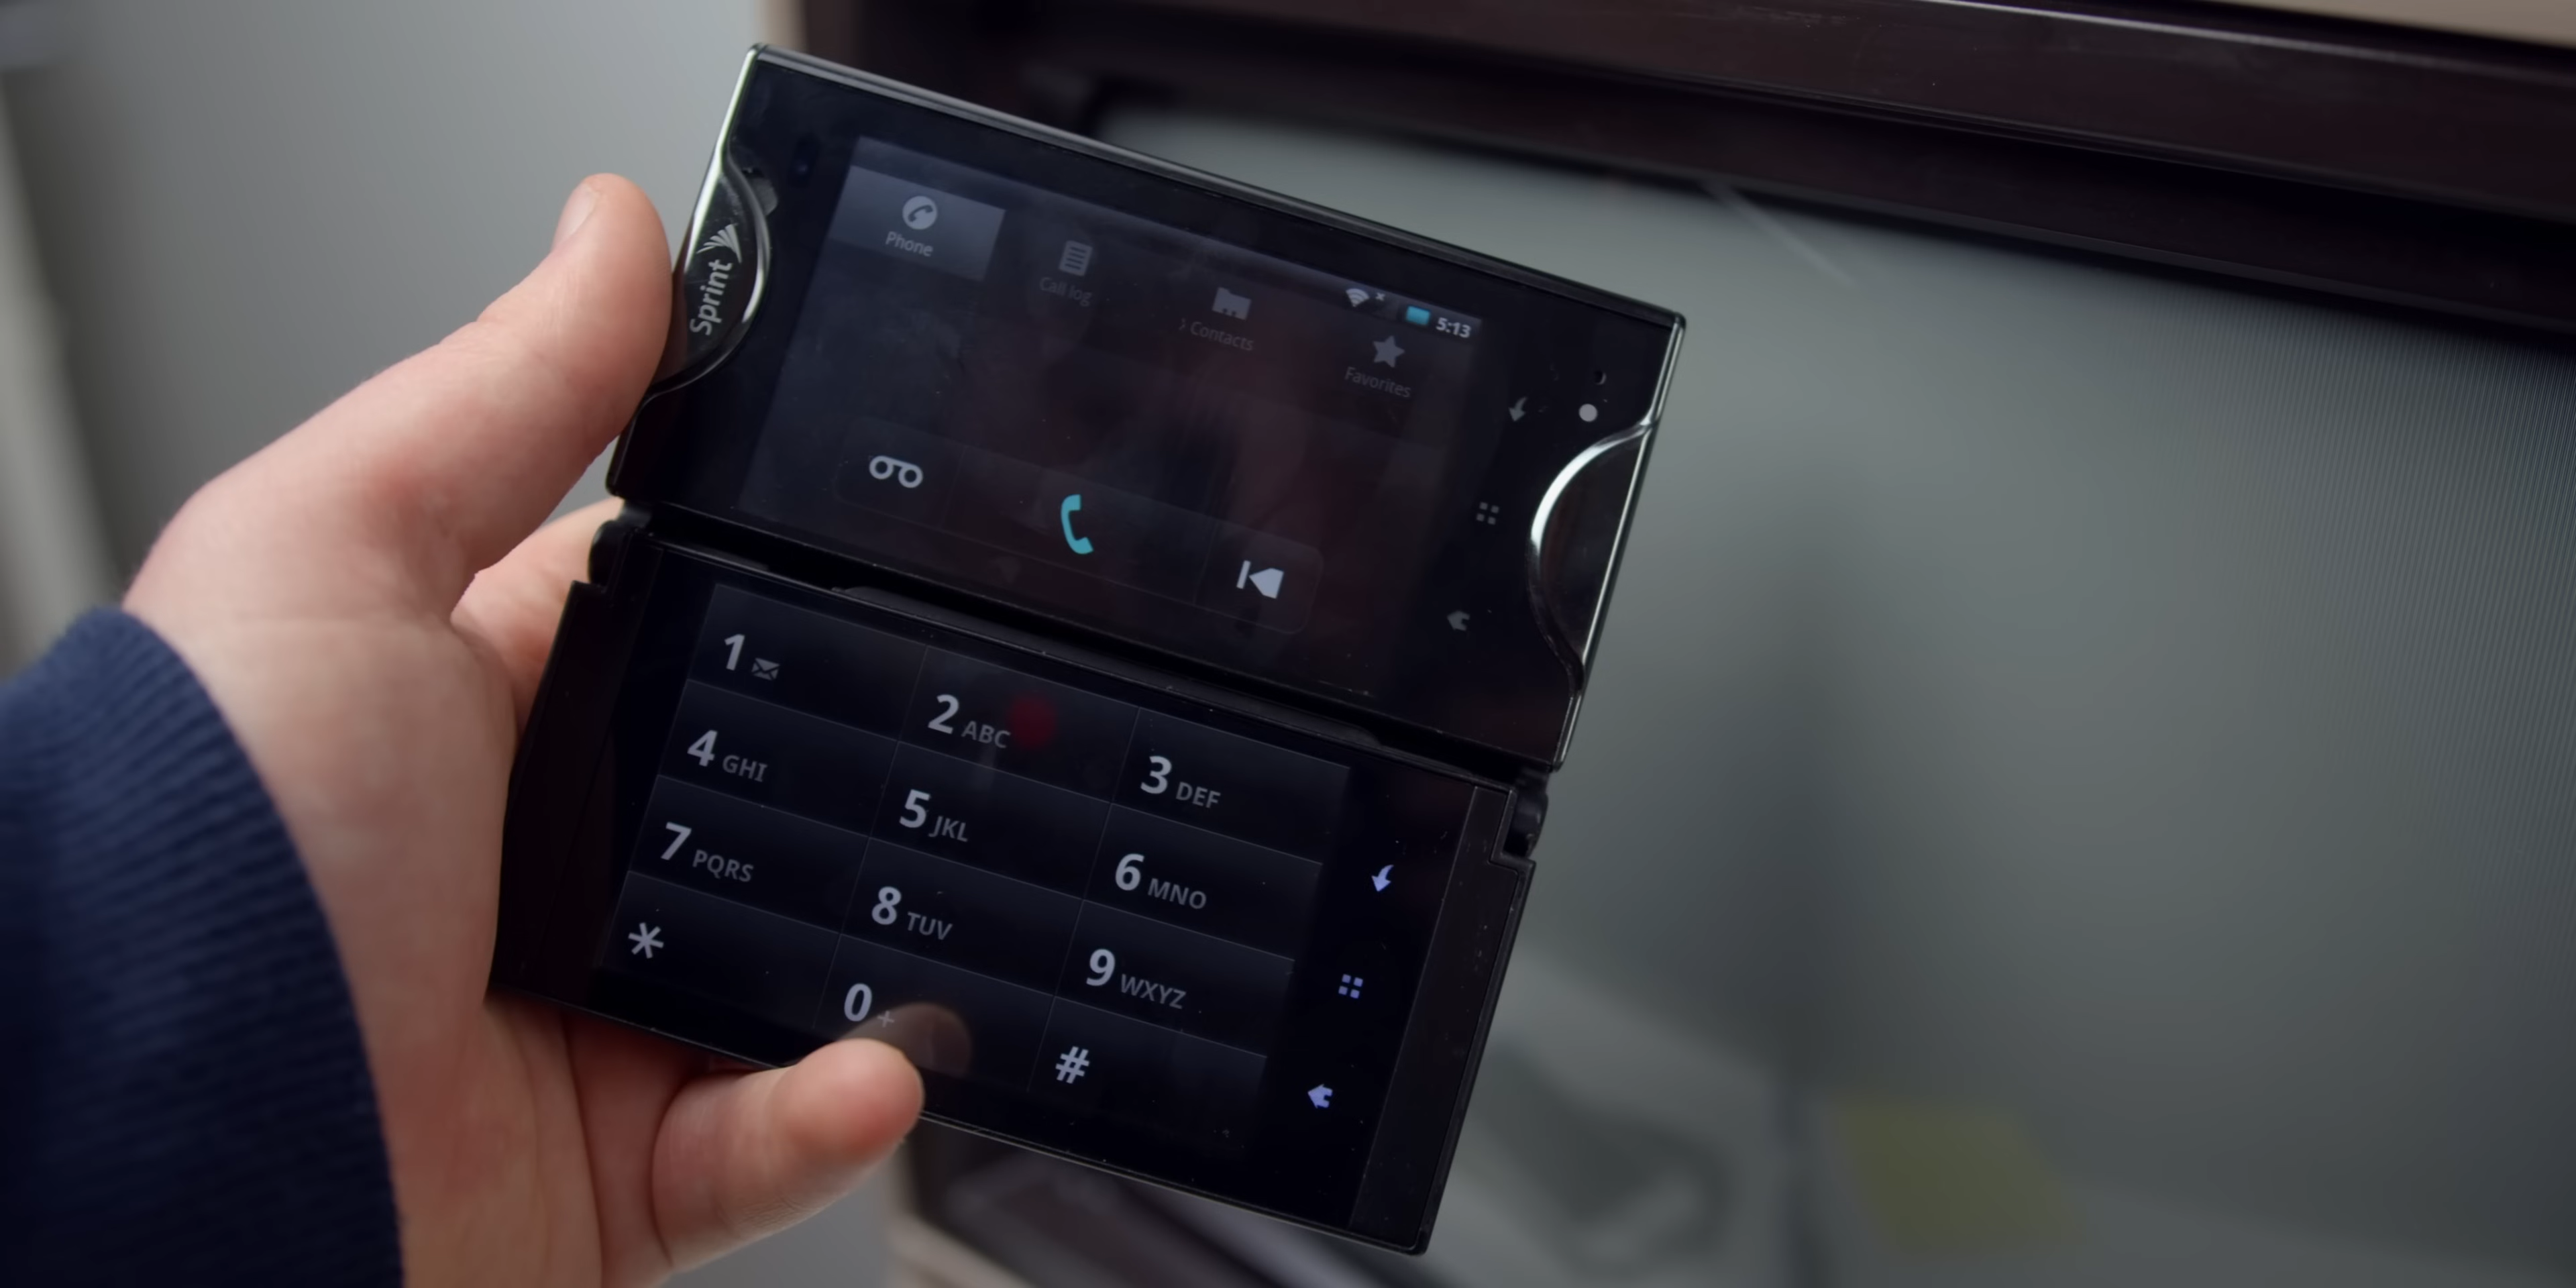 Sprint
Phone
Call log
Contacts
5:13
Favorites
1
2 ABC
3 DEF
4 GHI
5 JKL
6 MNO
7 PQRS
8 TUV
9 WXYZ
*
0 +
#